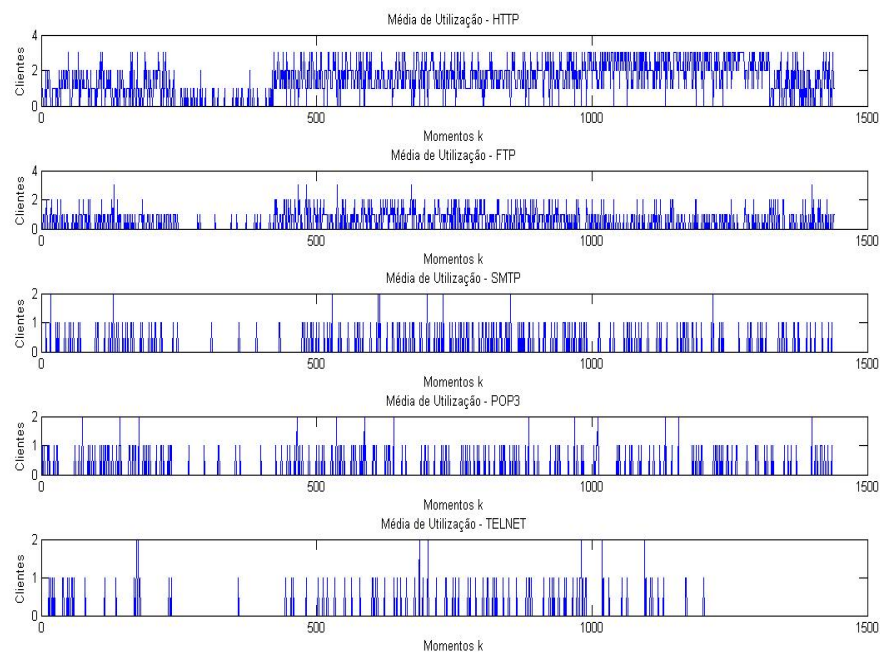 Média de Utilização - HTTP
4
2
0
Clientes
0
500
1000
1500
Momentos k
Média de Utilização - FTP
4
2
0
Clientes
0
500
1000
1500
Momentos k
Média de Utilização - SMTP
2
1
0
Clientes
0
500
1000
1500
Momentos k
Média de Utilização - POP3
2
1
0
Clientes
0
500
1000
1500
Momentos k
Média de Utilização - TELNET
2
1
0
Clientes
0
500
1000
1500
Momentos k